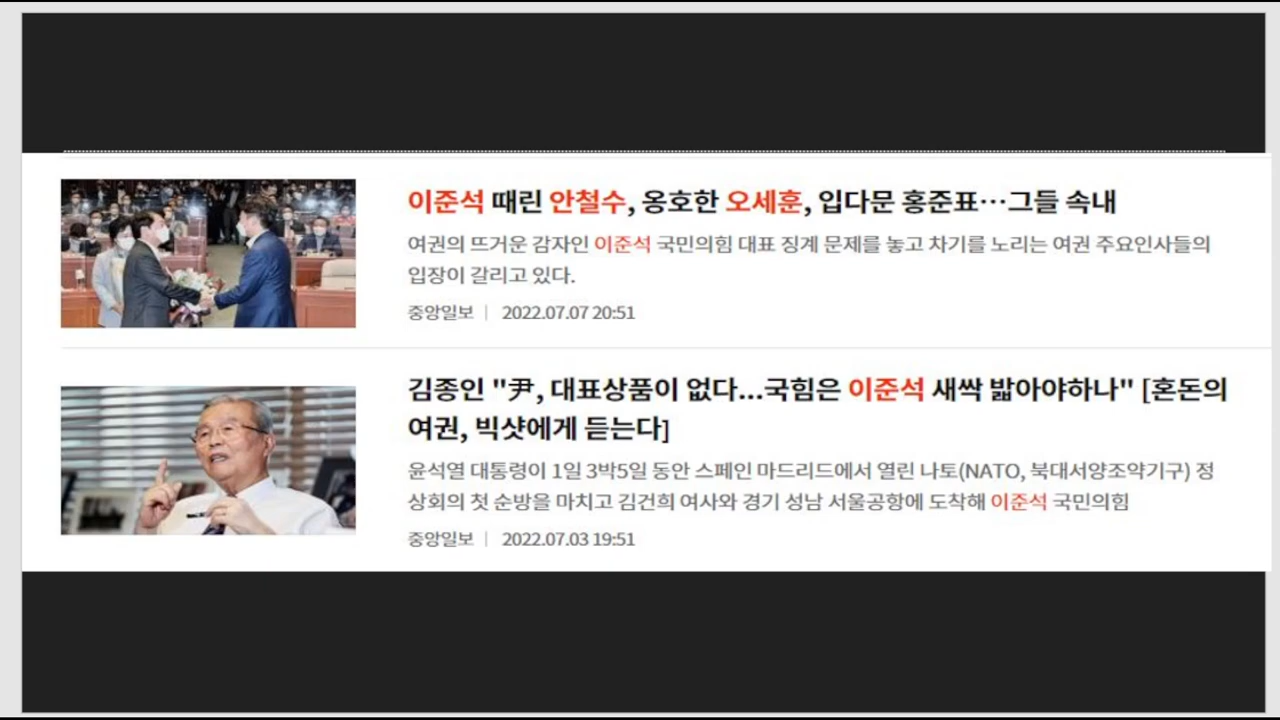 이준석 때린 안철수, 옹호한 오세훈, 입다문 홍준표…그들 속내
여권의 뜨거운 감자인 이준석 국민의힘 대표 징계 문제를 놓고 차기를 노리는 여권 주요인사들의
입장이 갈리고 있다.
중앙일보 | 2022.07.07 20:51
김종인 "尹, 대표상품이 없다...국힘은 이준석 새싹 밟아야하나" [혼돈의
여권, 빅샷에게 듣는다]
윤석열 대통령이 1일 3박5일 동안 스페인 마드리드에서 열린 나토(NATO, 북대서양조약기구) 정
상회의 첫 순방을 마치고 김건희 여사와 경기 성남 서울공항에 도착해 이준석 국민의힘
중앙일보 | 2022.07.03 19:51